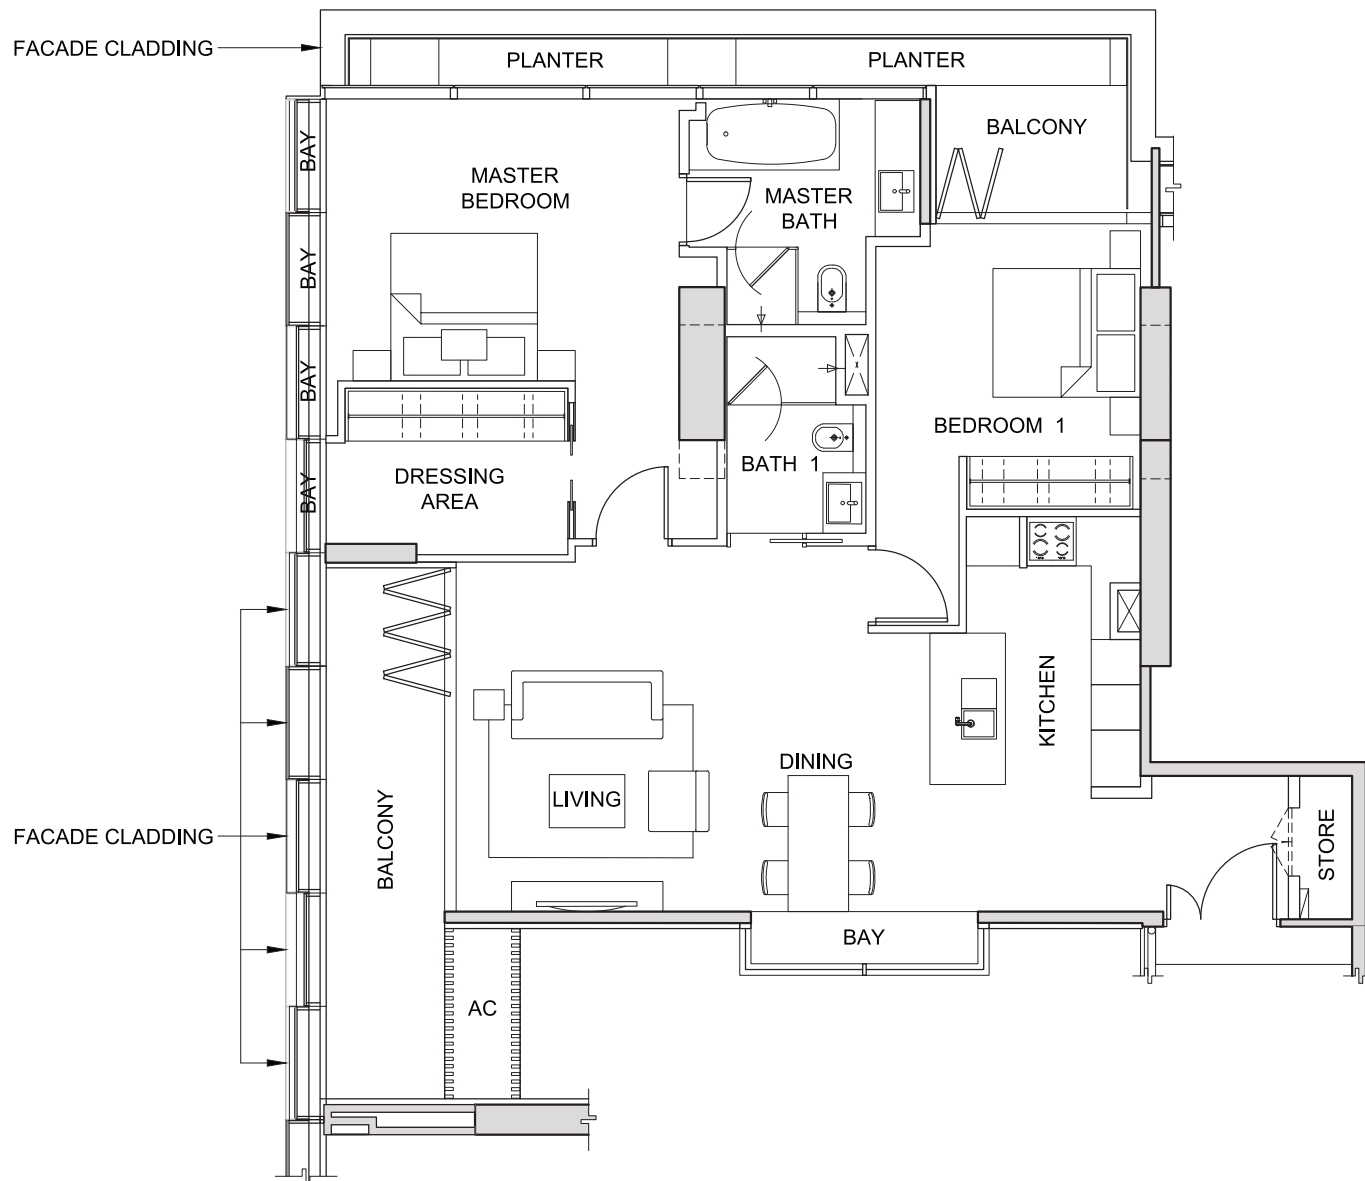 FACADE CLADDING
PLANTER
PLANTER
BAY
BALCONY
MASTER
BEDROOM
MASTER
BATH
BAY
BAY
BEDROOM 1
BAY
DRESSING
AREA
BATH 1
KITCHEN
DINING
LIVING
FACADE CLADDING
BALCONY
STORE
BAY
AC